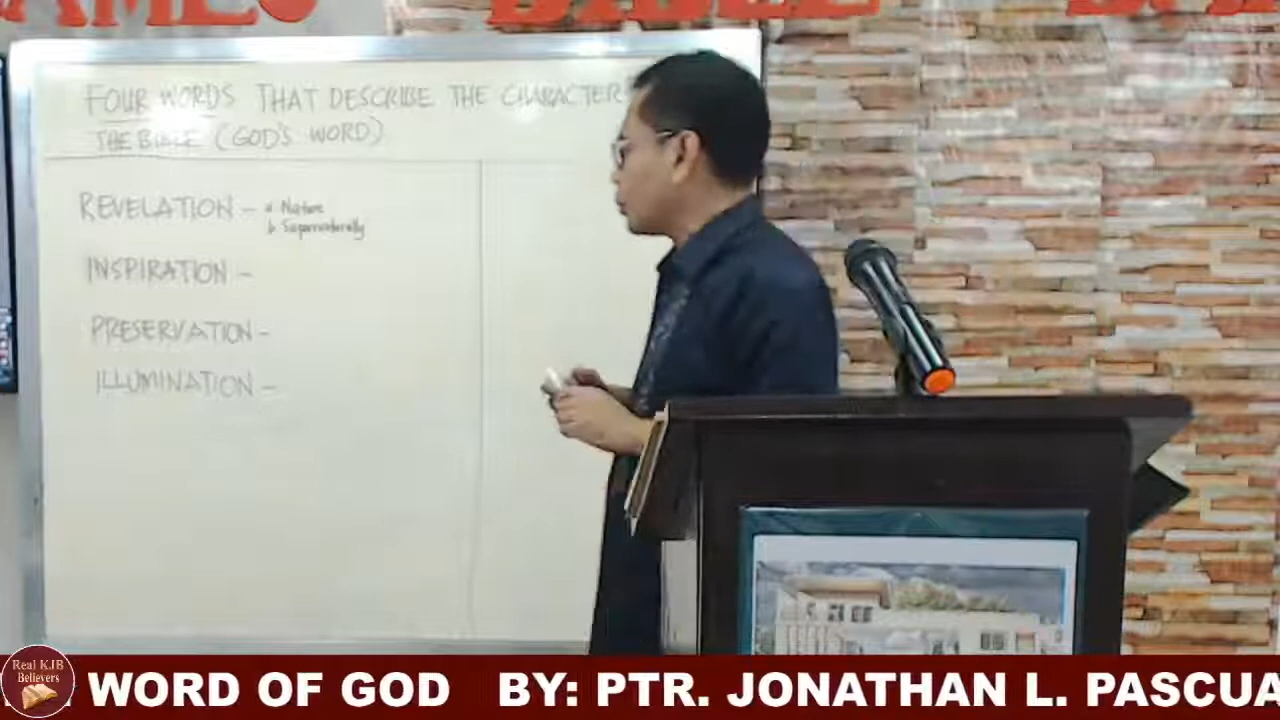 BIBLE
FOUR WORDS THAT DESCRIBE THE CHARACTER
THE BIBLE (GOD'S WORD)
REVELATION - a. Nature
b. Supernaturally
INSPIRATION -
PRESERVATION -
ILLUMINATION -
Real KJB
Believers
WORD OF GOD BY: PTR. JONATHAN L. PASCUA